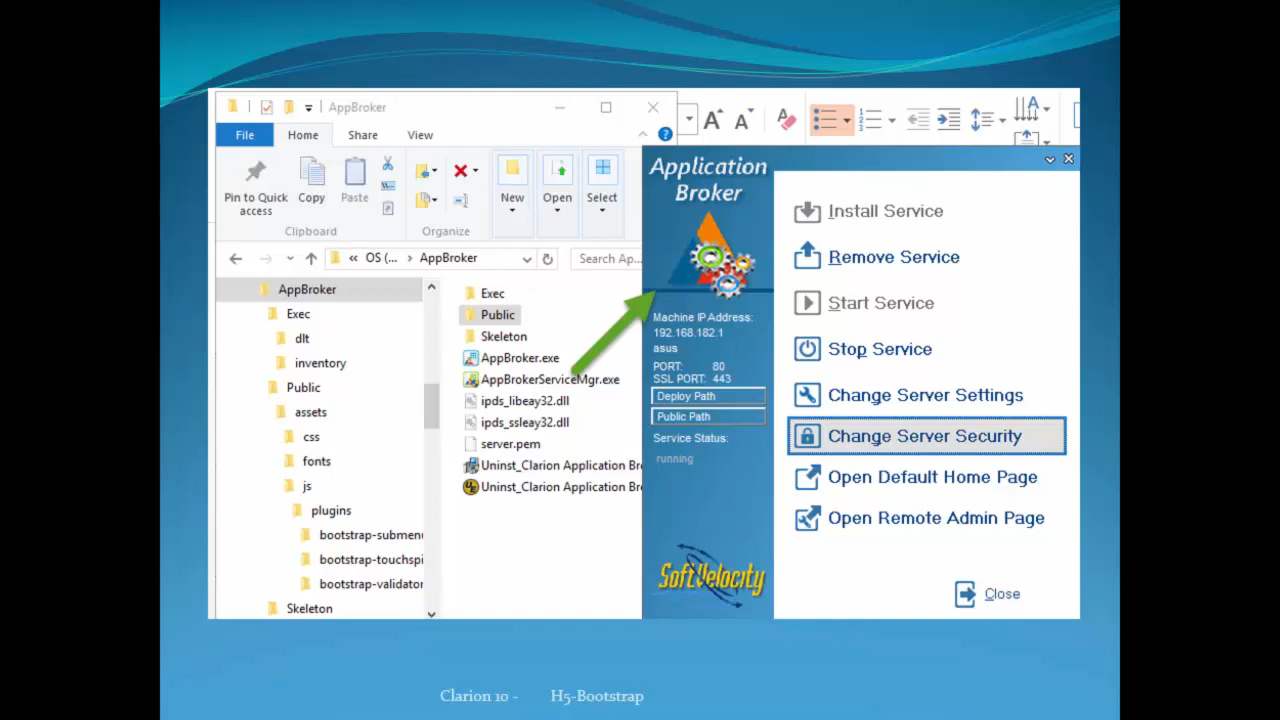 AppBroker
File
Home
Share
View
Pin to Quick
access
Copy
Paste
New
Open
Select
Clipboard
Organize
« OS (... › AppBroker
Search Ap...
AppBroker
Exec
dlt
inventory
Public
assets
css
fonts
js
plugins
bootstrap-submenu
bootstrap-touchspi
bootstrap-validator
Skeleton
Exec
Public
Skeleton
AppBroker.exe
AppBrokerServiceMgr.exe
ipds_libeay32.dll
ipds_ssleay32.dll
server.pem
Uninst_Clarion Application Bro
Uninst_Clarion Application Bro
Application
Broker
Machine IP Address:
192.168.182.1
asus
PORT: 80
SSL PORT: 443
Deploy Path
Public Path
Service Status:
running
SoftVelocity
Install Service
Remove Service
Start Service
Stop Service
Change Server Settings
Change Server Security
Open Default Home Page
Open Remote Admin Page
Close
Clarion 10 - H5-Bootstrap